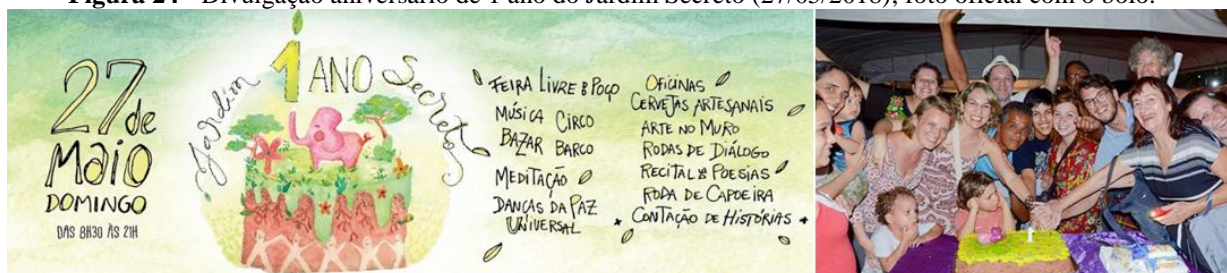 Figura 24 - Divulgação aniversário de 1 ano do Jardim Secreto (27/05/2018), foto oficial com o bolo.
27 de
MAIO
DOMINGO
DAS 8H30 ÀS 21H
Jardim 1 ANO Secreto
FEIRA LIVRE & POÇO
MÚSICA CIRCO
BAZAR BARCO
MEDITAÇÃO
DANÇAS DA PAZ
UNIVERSAL
OFICINAS
CERVEJAS ARTESANAIS
ARTE NO MURO
RODAS DE DIÁLOGO
RECITAL & POESIAS
RODA DE CAPOEIRA
CONTAÇÃO DE HISTÓRIAS